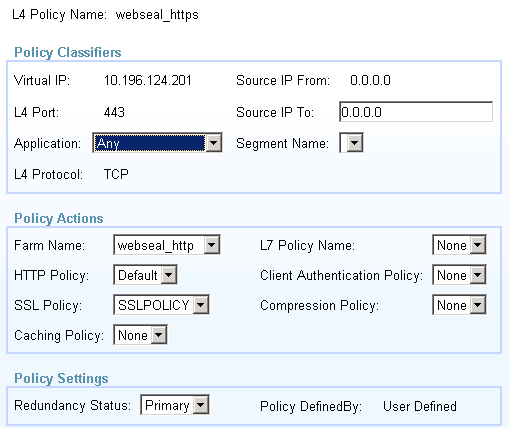 L4 Policy Name: webseal_https
Policy Classifiers
Virtual IP: 10.196.124.201 Source IP From: 0.0.0.0
L4 Port: 443 Source IP To: 0.0.0.0
Application: Any Segment Name:
L4 Protocol: TCP
Policy Actions
Farm Name: webseal_http L7 Policy Name: None
HTTP Policy: Default Client Authentication Policy: None
SSL Policy: SSLPOLICY Compression Policy: None
Caching Policy: None
Policy Settings
Redundancy Status: Primary Policy DefinedBy: User Defined